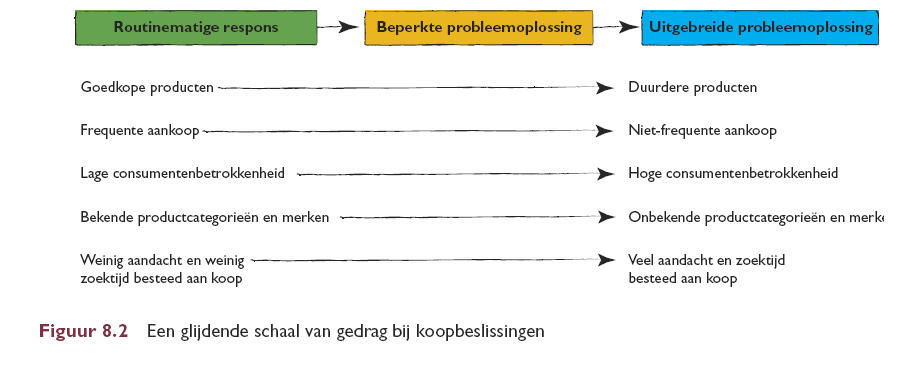 Routinematige respons
Beperkte probleemoplossing
Uitgebreide probleemoplossing
Goedkope producten
Duurdere producten
Frequente aankoop
Niet-frequente aankoop
Lage consumentenbetrokkenheid
Hoge consumentenbetrokkenheid
Bekende productcategorieën en merken
Onbekende productcategorieën en merke
Weinig aandacht en weinig
zoektijd besteed aan koop
Veel aandacht en zoektijd
besteed aan koop
Figuur 8.2 Een glijdende schaal van gedrag bij koopbeslissingen